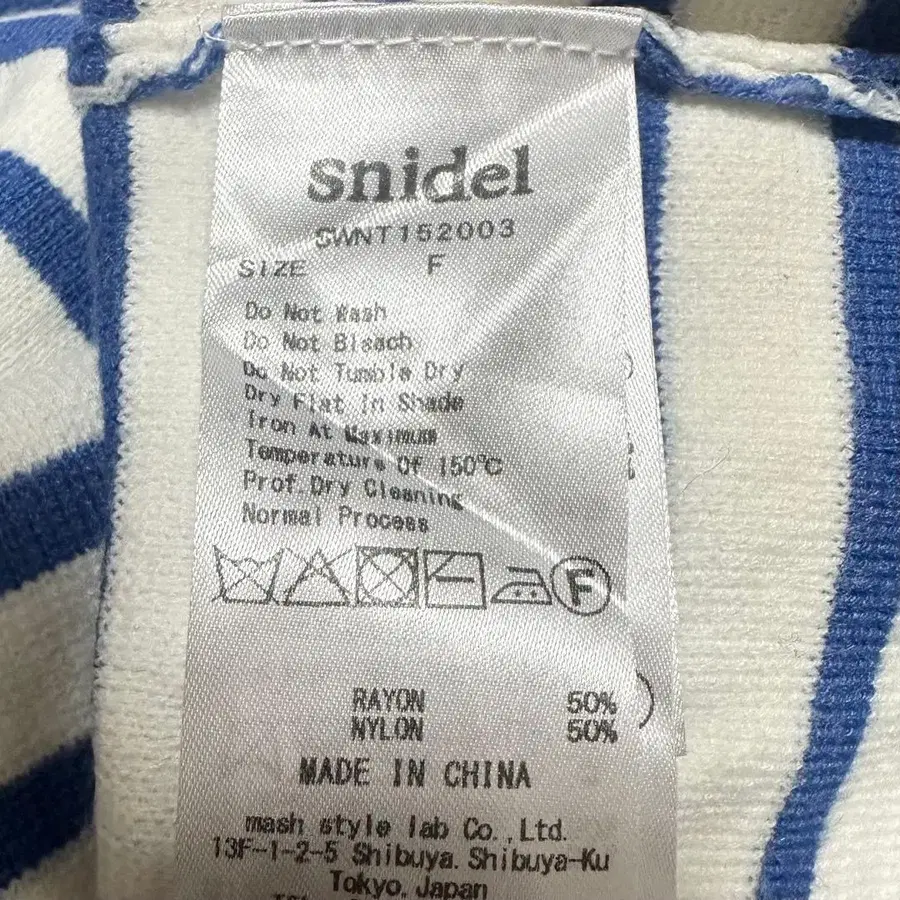 snidel
SWNT152003
SIZE F
Do Not Wash
Do Not Bleach
Do Not Tumble Dry
Dry Flat In Shade
Iron At Maximum
Temperature Of 150℃
Prof.Dry Cleaning
Normal Process
F
RAYON 50%
NYLON 50%
MADE IN CHINA
mash style lab Co.,Ltd.
13F-1-2-5 Shibuya. Shibuya-Ku
Tokyo. Japan